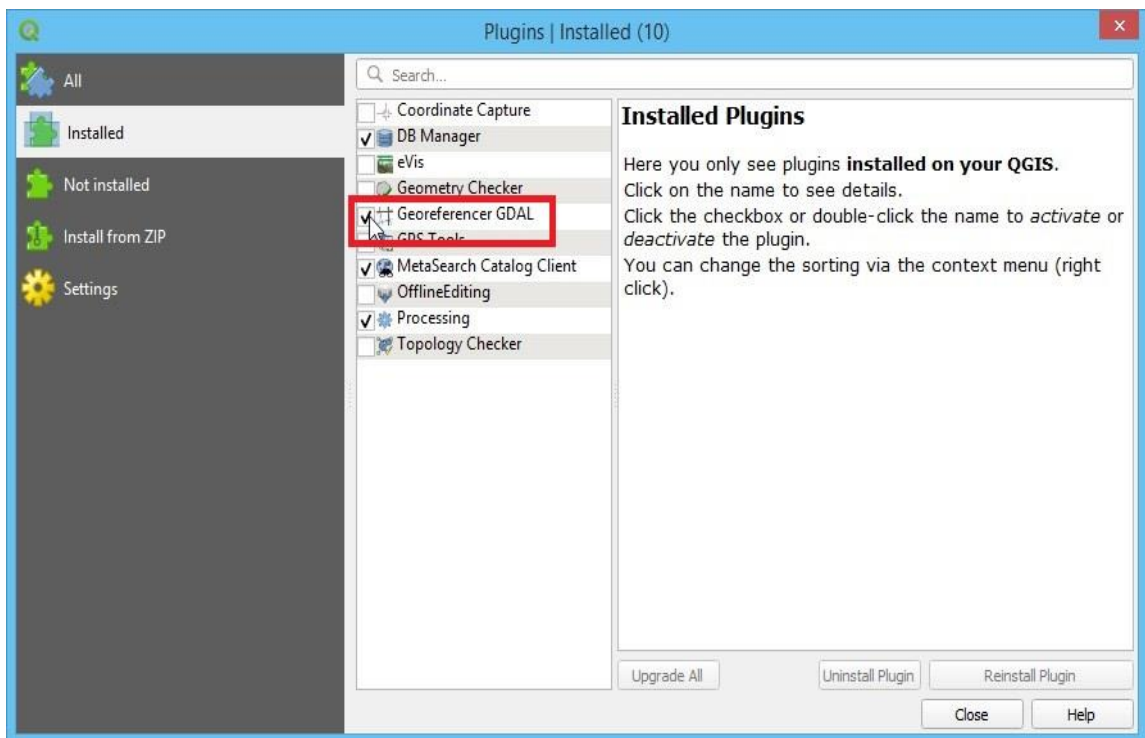 Plugins | Installed (10)
All
Installed
Not installed
Install from ZIP
Settings
Search...
Coordinate Capture
DB Manager
eVis
Geometry Checker
Georeferencer GDAL
GPS Tools
MetaSearch Catalog Client
OfflineEditing
Processing
Topology Checker
Installed Plugins
Here you only see plugins installed on your QGIS.
Click on the name to see details.
Click the checkbox or double-click the name to activate or
deactivate the plugin.
You can change the sorting via the context menu (right
click).
Upgrade All
Uninstall Plugin
Reinstall Plugin
Close
Help